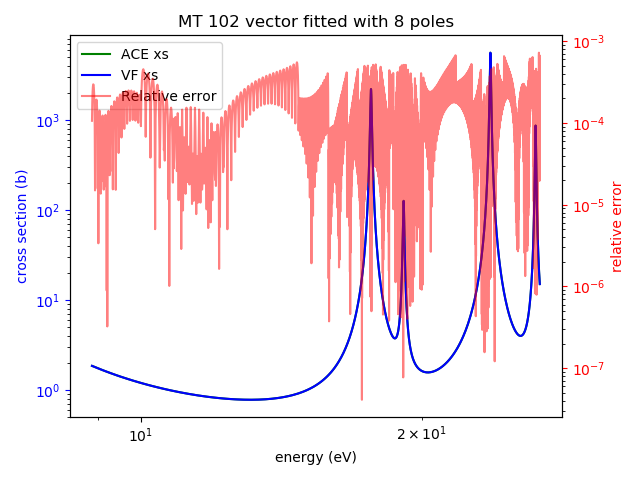 MT 102 vector fitted with 8 poles
ACE xs
VF xs
Relative error
cross section (b)
10³
10²
10¹
10⁰
10⁻³
10⁻⁴
10⁻⁵
10⁻⁶
10⁻⁷
relative error
10¹
2 × 10¹
energy (eV)